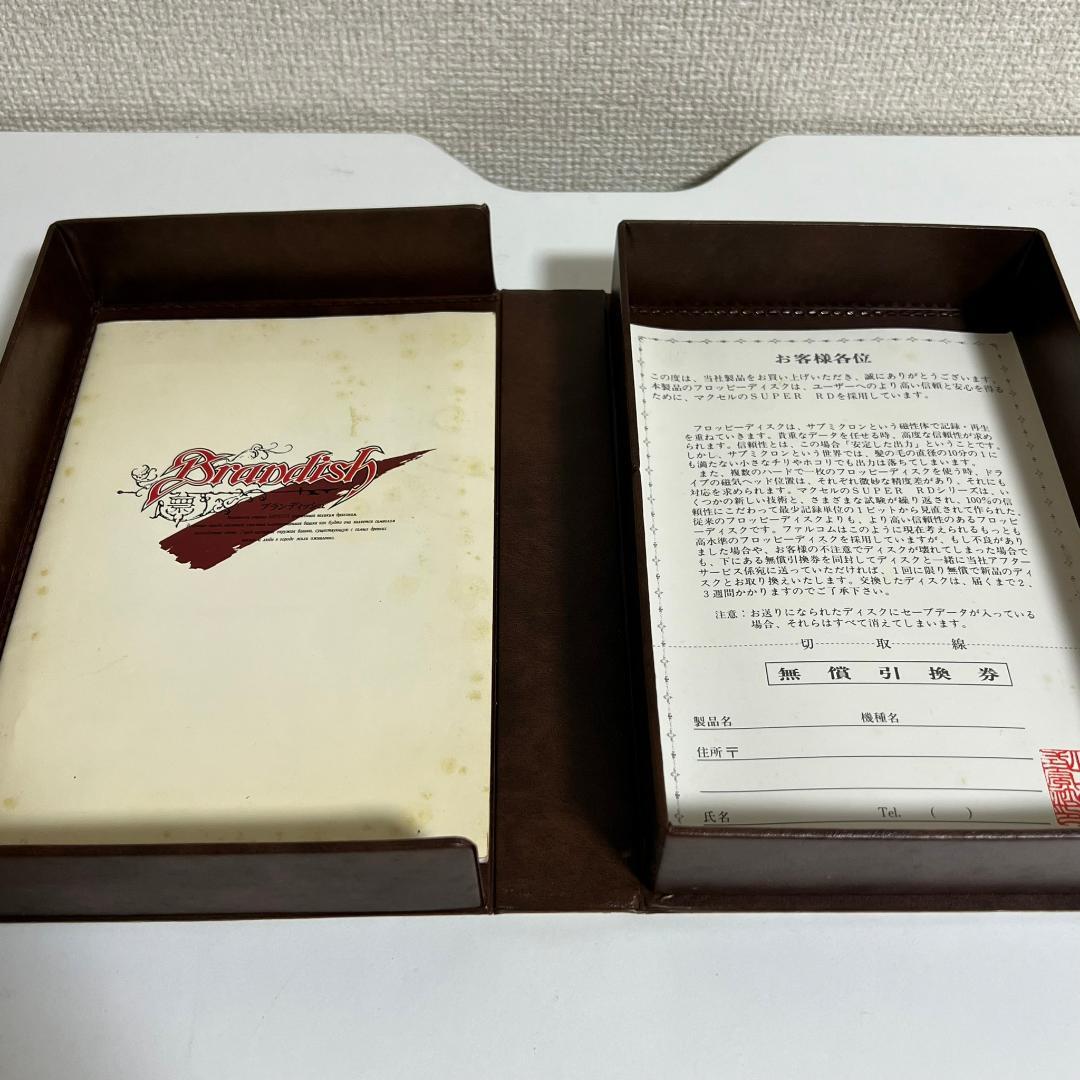 Brandish
ブランディッシュ
お客様各位
この度は、当社製品をお買い上げいただき、誠にありがとうございます。
本製品のフロッピーディスクは、ユーザーへのより高い信頼と安心を得る
ために、マクセルのSUPER RDを採用しています。
フロッピーディスクは、サブミクロンという磁性体で記録・再生
を重ねていきます。貴重なデータを任せる時、高度な信頼性が求め
られます。信頼性とは、この場合「安定した出力」ということです。
しかし、サブミクロンという世界では、髪の毛の直径の10分の1に
も満たない小さなチリやホコリでも出力は落ちてしまいます。
また、複数のハードで一枚のフロッピーディスクを使う時、ドラ
イブの磁気ヘッド位置は、それぞれ微妙な精度差があり、それにも
対応を求められます。マクセルのSUPER RDシリーズは、い
くつかの新しい技術と、さまざまな試験が繰り返され、100%の信
頼性にこだわって最少記録単位の1ビットから見直されて作られた、
従来のフロッピーディスクよりも、より高い信頼性のあるフロッピ
ーディスクです。ファルコムはこのように現在考えられるもっとも
高水準のフロッピーディスクを採用していますが、もし不良があり
ました場合や、お客様の不注意でディスクが壊れてしまった場合で
も、下にある無償引換券を同封してディスクと一緒に当社アフター
サービス係宛に送っていただければ、1回に限り無償で新品のディ
スクとお取り換えいたします。交換したディスクは、届くまで2、
3週間かかりますのでご了承下さい。
注意：お送りになられたディスクにセーブデータが入っている
場合、それらはすべて消えてしまいます。
切 取 線
無償引換券
製品名 機種名
住所〒
氏名 Tel. ( )